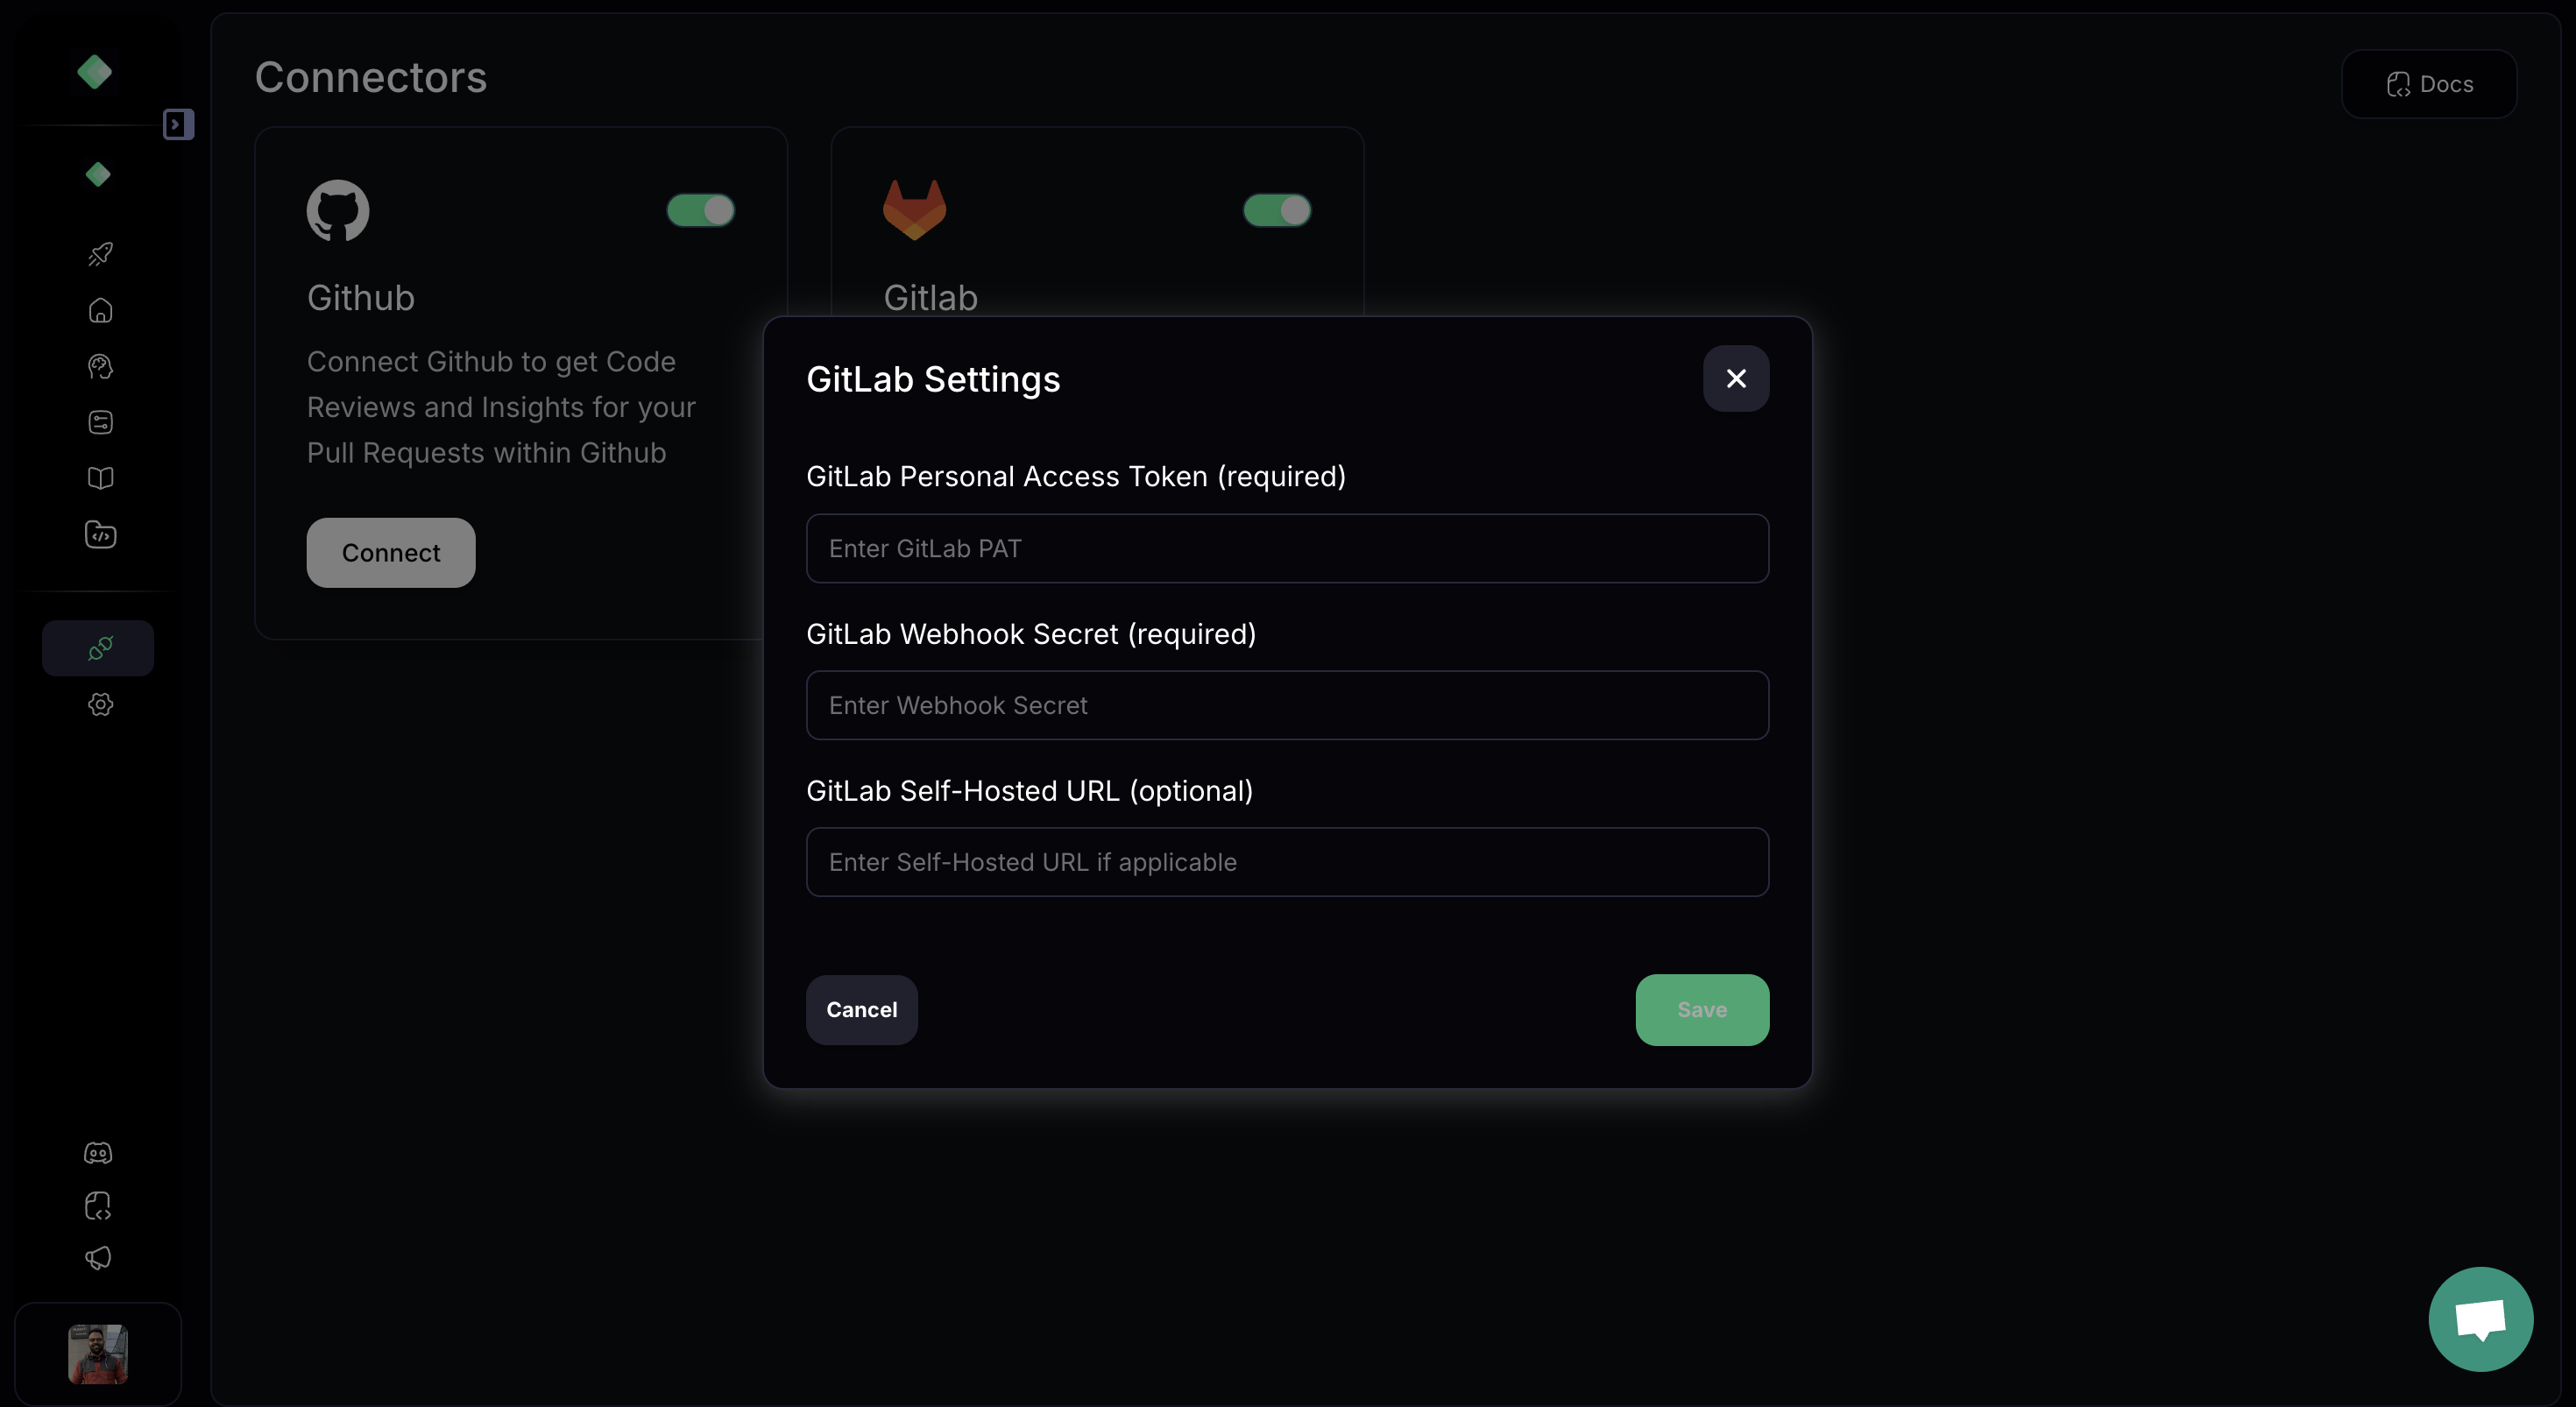 Connectors
Docs
Github
Connect Github to get Code
Reviews and Insights for your
Pull Requests within Github
Connect
Gitlab
GitLab Settings
GitLab Personal Access Token (required)
Enter GitLab PAT
GitLab Webhook Secret (required)
Enter Webhook Secret
GitLab Self-Hosted URL (optional)
Enter Self-Hosted URL if applicable
Cancel
Save